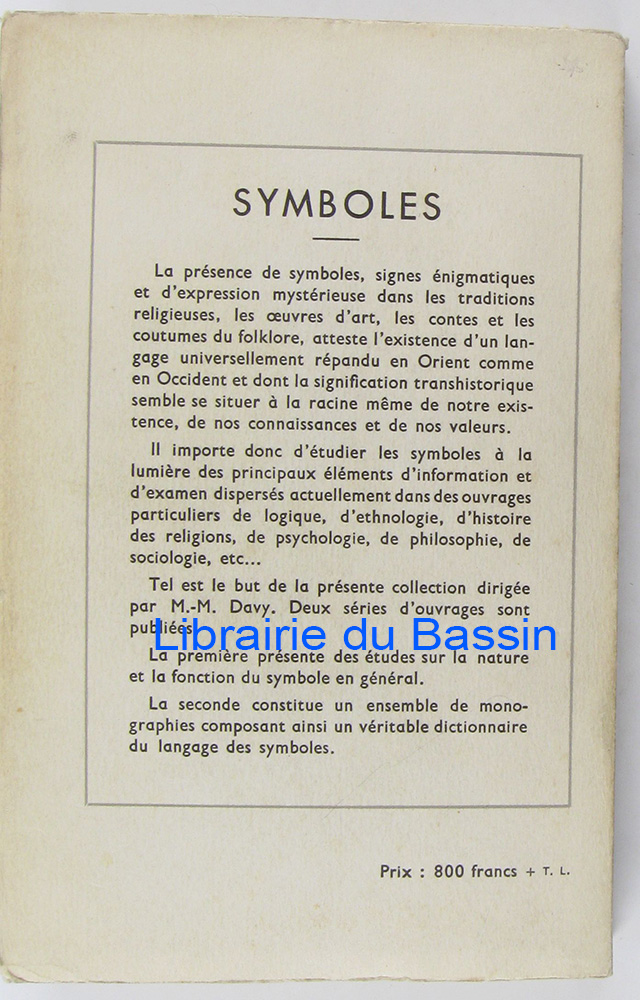 SYMBOLES
La présence de symboles, signes énigmatiques
et d'expression mystérieuse dans les traditions
religieuses, les œuvres d'art, les contes et les
coutumes du folklore, atteste l'existence d'un lan-
gage universellement répandu en Orient comme
en Occident et dont la signification transhistorique
semble se situer à la racine même de notre exis-
tence, de nos connaissances et de nos valeurs.
Il importe donc d'étudier les symboles à la
lumière des principaux éléments d'information et
d'examen dispersés actuellement dans des ouvrages
particuliers de logique, d'ethnologie, d'histoire
des religions, de psychologie, de philosophie, de
sociologie, etc...
Tel est le but de la présente collection dirigée
par M.-M. Davy. Deux séries d'ouvrages sont
publiées
Librairie du Bassin
La première présente des études sur la nature
et la fonction du symbole en général.
La seconde constitue un ensemble de mono-
graphies composant ainsi un véritable dictionnaire
du langage des symboles.
Prix : 800 francs + T. L.